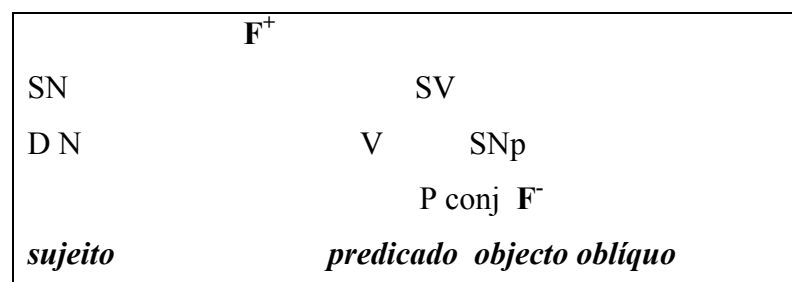 F+
SN SV
D N V SNp
P conj F-
sujeito predicado objecto oblíquo